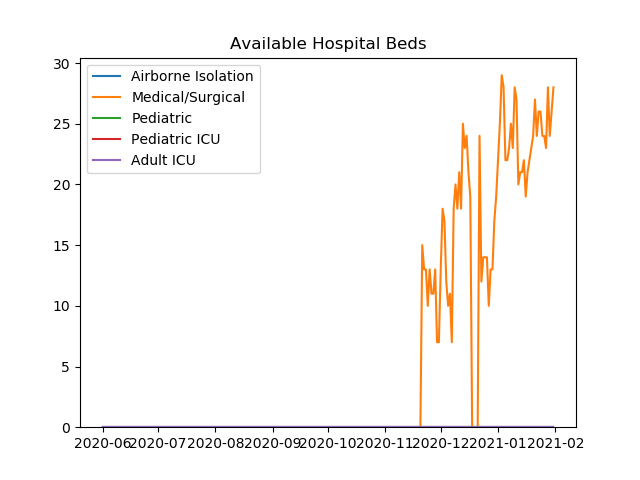 Available Hospital Beds
Airborne Isolation
Medical/Surgical
Pediatric
Pediatric ICU
Adult ICU
30
25
20
15
10
5
0
2020-06 2020-07 2020-08 2020-09 2020-10 2020-11 2020-12 2021-01 2021-02